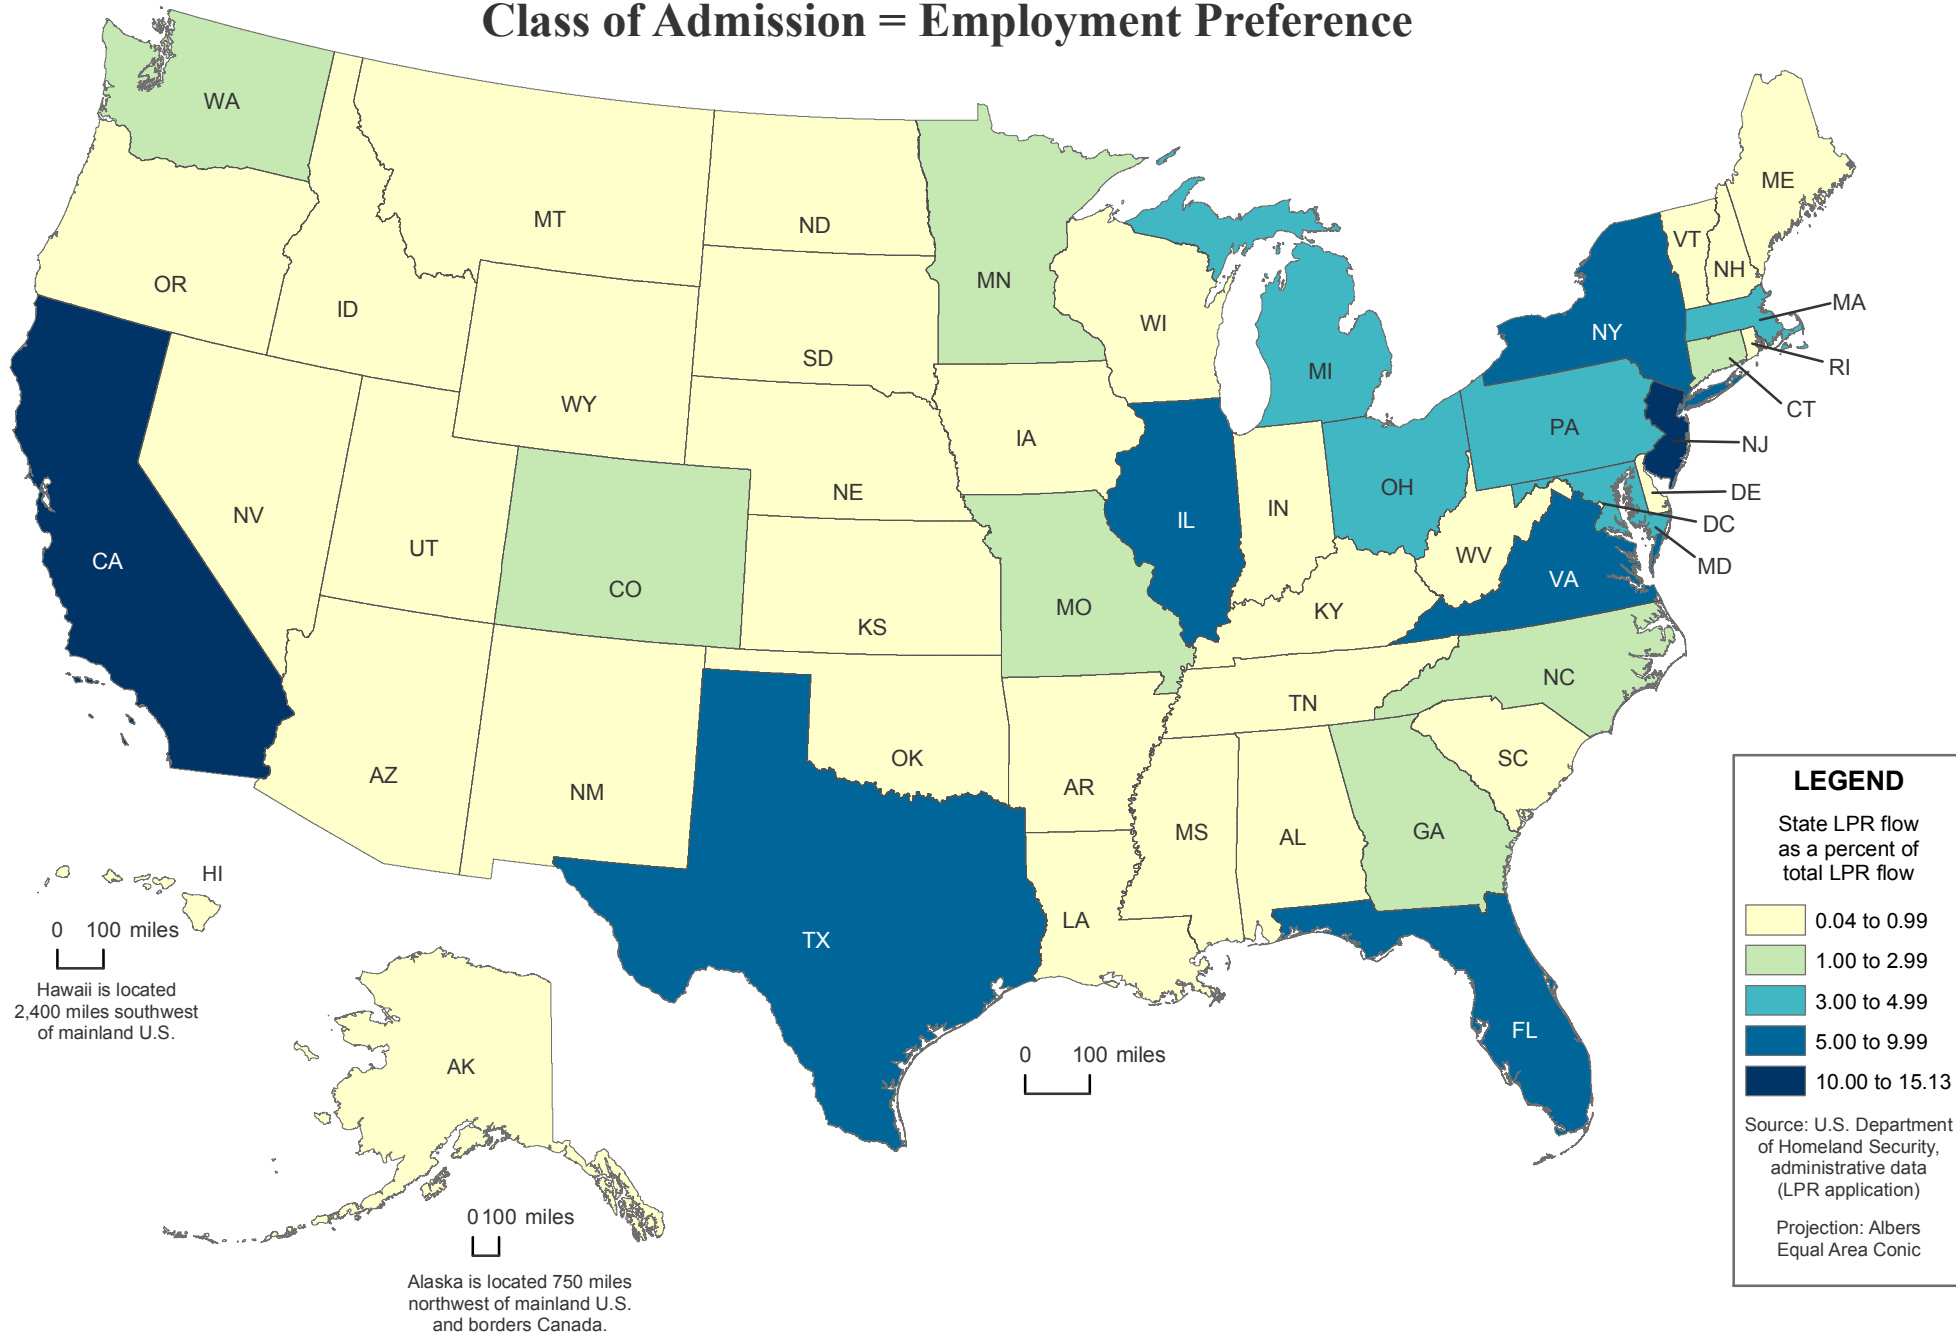 Class of Admission = Employment Preference
WA
MT
ND
MN
ME
VT
NH
OR
ID
SD
WI
NY
MA
RI
MI
CT
WY
IA
PA
NJ
NE
NV
IL
IN
OH
DE
DC
MD
UT
CO
CA
KS
MO
WV
VA
KY
NC
TN
AZ
NM
OK
AR
SC
MS
AL
GA
LA
TX
FL
HI
0 100 miles
Hawaii is located
2,400 miles southwest
of mainland U.S.
AK
0 100 miles
Alaska is located 750 miles
northwest of mainland U.S.
and borders Canada.
0 100 miles
LEGEND
State LPR flow
as a percent of
total LPR flow
0.04 to 0.99
1.00 to 2.99
3.00 to 4.99
5.00 to 9.99
10.00 to 15.13
Source: U.S. Department
of Homeland Security,
administrative data
(LPR application)
Projection: Albers
Equal Area Conic